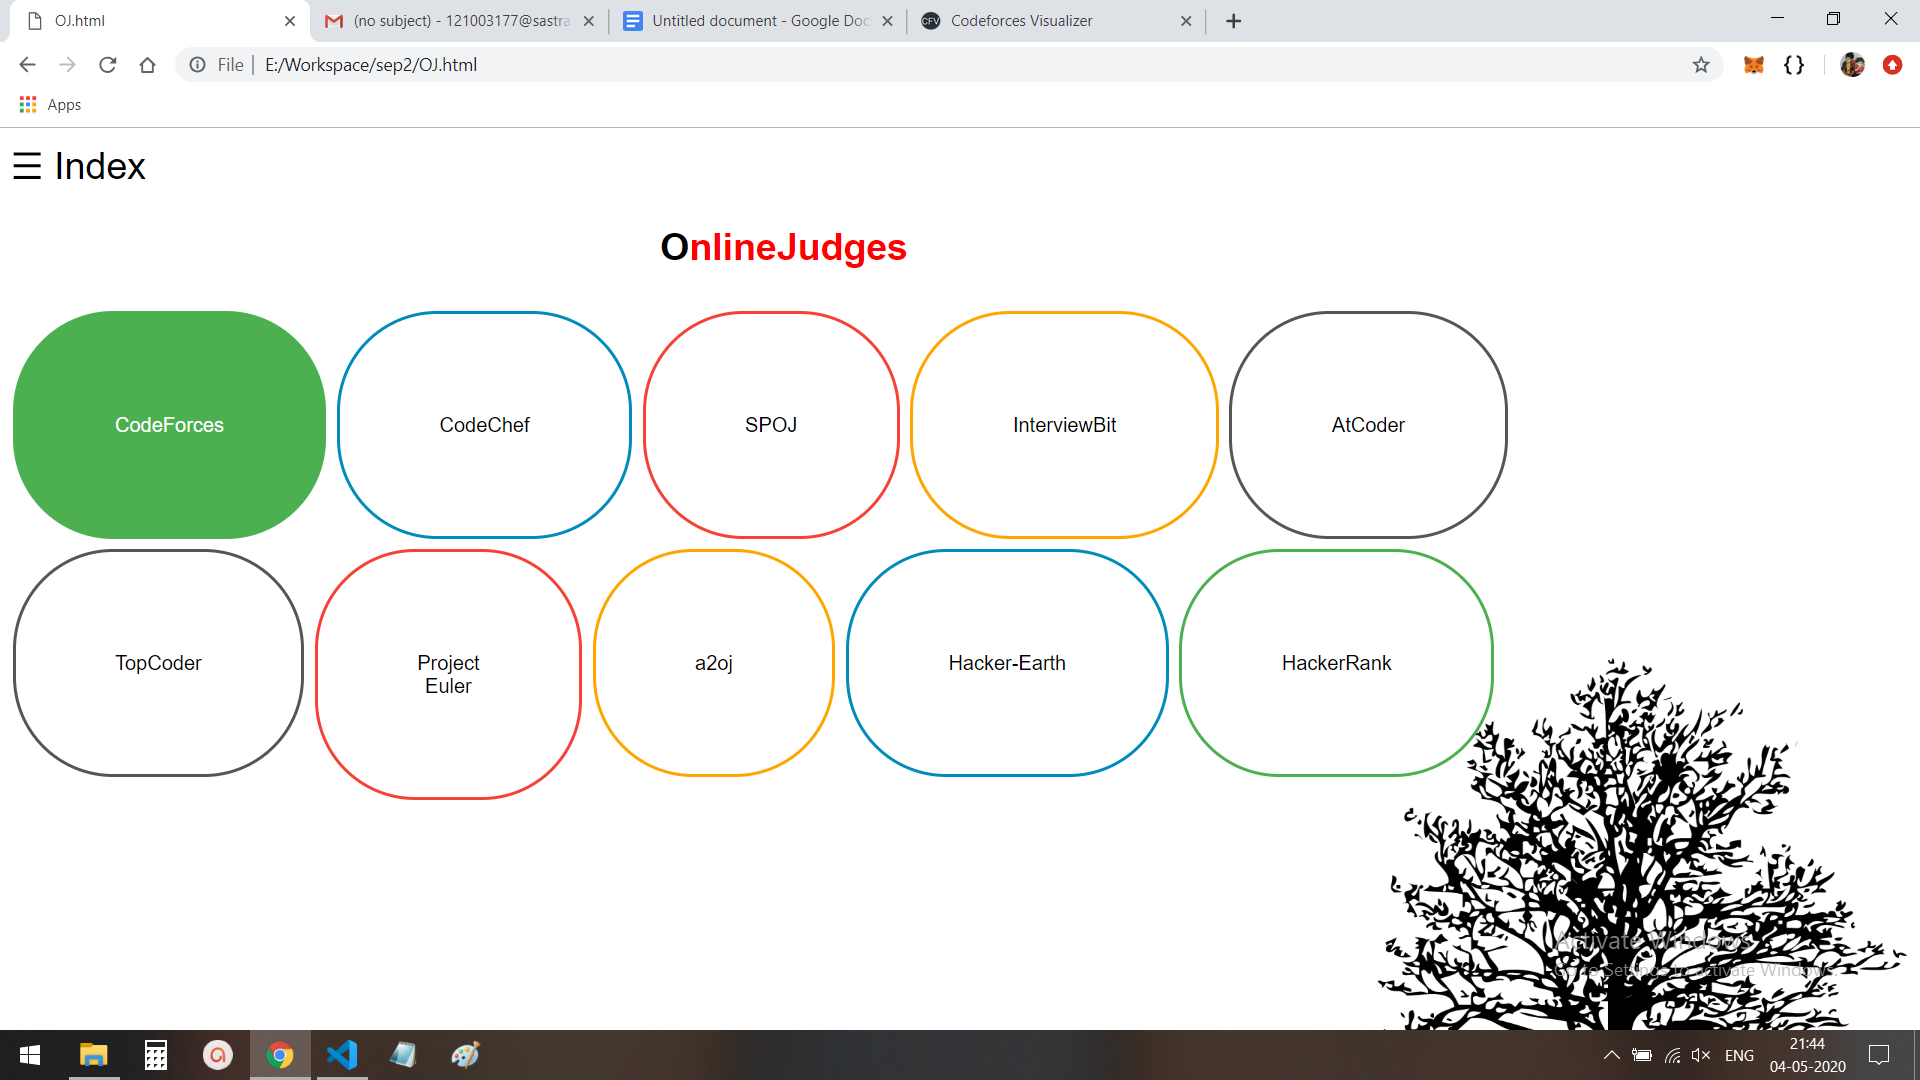 OJ.html
(no subject) - 121003177@sastra
Untitled document - Google Doc
CFV
Codeforces Visualizer
File
E:/Workspace/sep2/OJ.html
{}
Apps
☰ Index
OnlineJudges
CodeForces
CodeChef
SPOJ
InterviewBit
AtCoder
TopCoder
Project
Euler
a2oj
Hacker-Earth
HackerRank
Activate Windows
Go to Settings to activate Windows.
ENG
21:44
04-05-2020